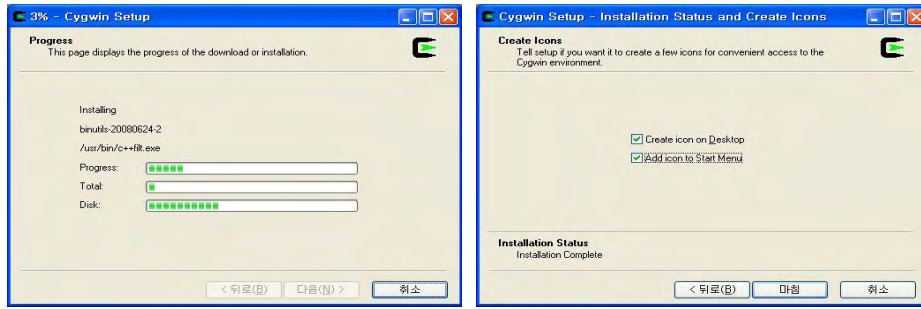 3% - Cygwin Setup
Progress
This page displays the progress of the download or installation.
Installing
binutils-20080624-2
/usr/bin/c++filt.exe
Progress:
Total:
Disk:
< 뒤로(B)
다음(N) >
취소
Cygwin Setup - Installation Status and Create Icons
Create Icons
Tell setup if you want it to create a few icons for convenient access to the
Cygwin environment.
Create icon on Desktop
Add icon to Start Menu
Installation Status
Installation Complete
< 뒤로(B)
마침
취소